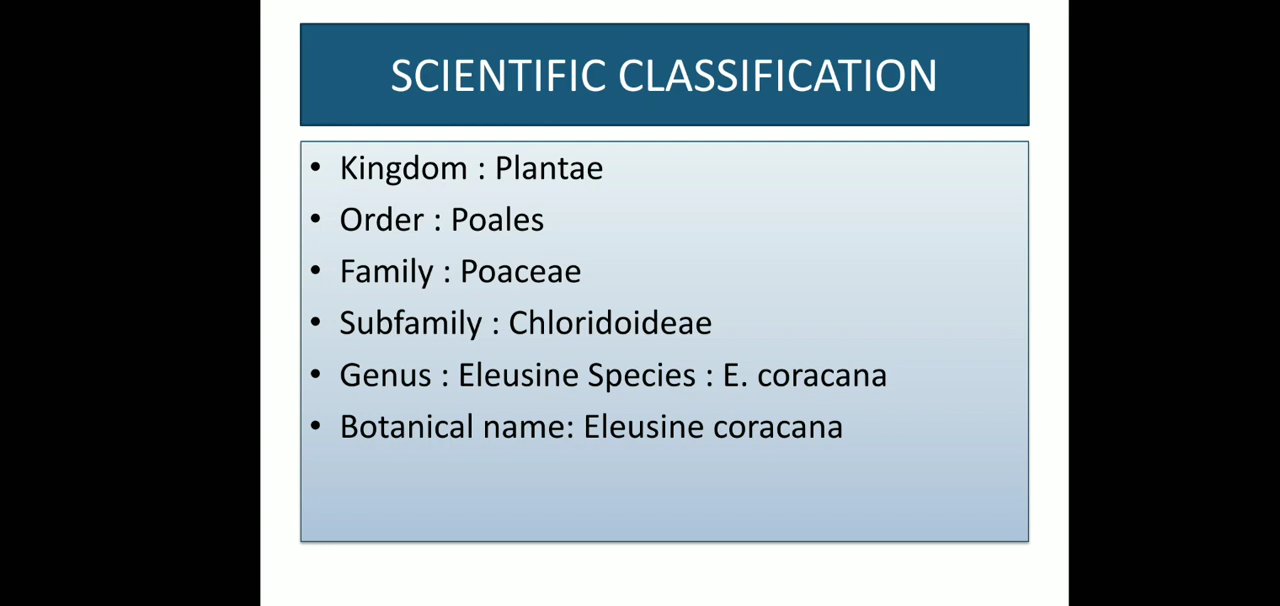 SCIENTIFIC CLASSIFICATION
• Kingdom : Plantae
• Order : Poales
• Family : Poaceae
• Subfamily : Chloridoideae
• Genus : Eleusine Species : E. coracana
• Botanical name: Eleusine coracana